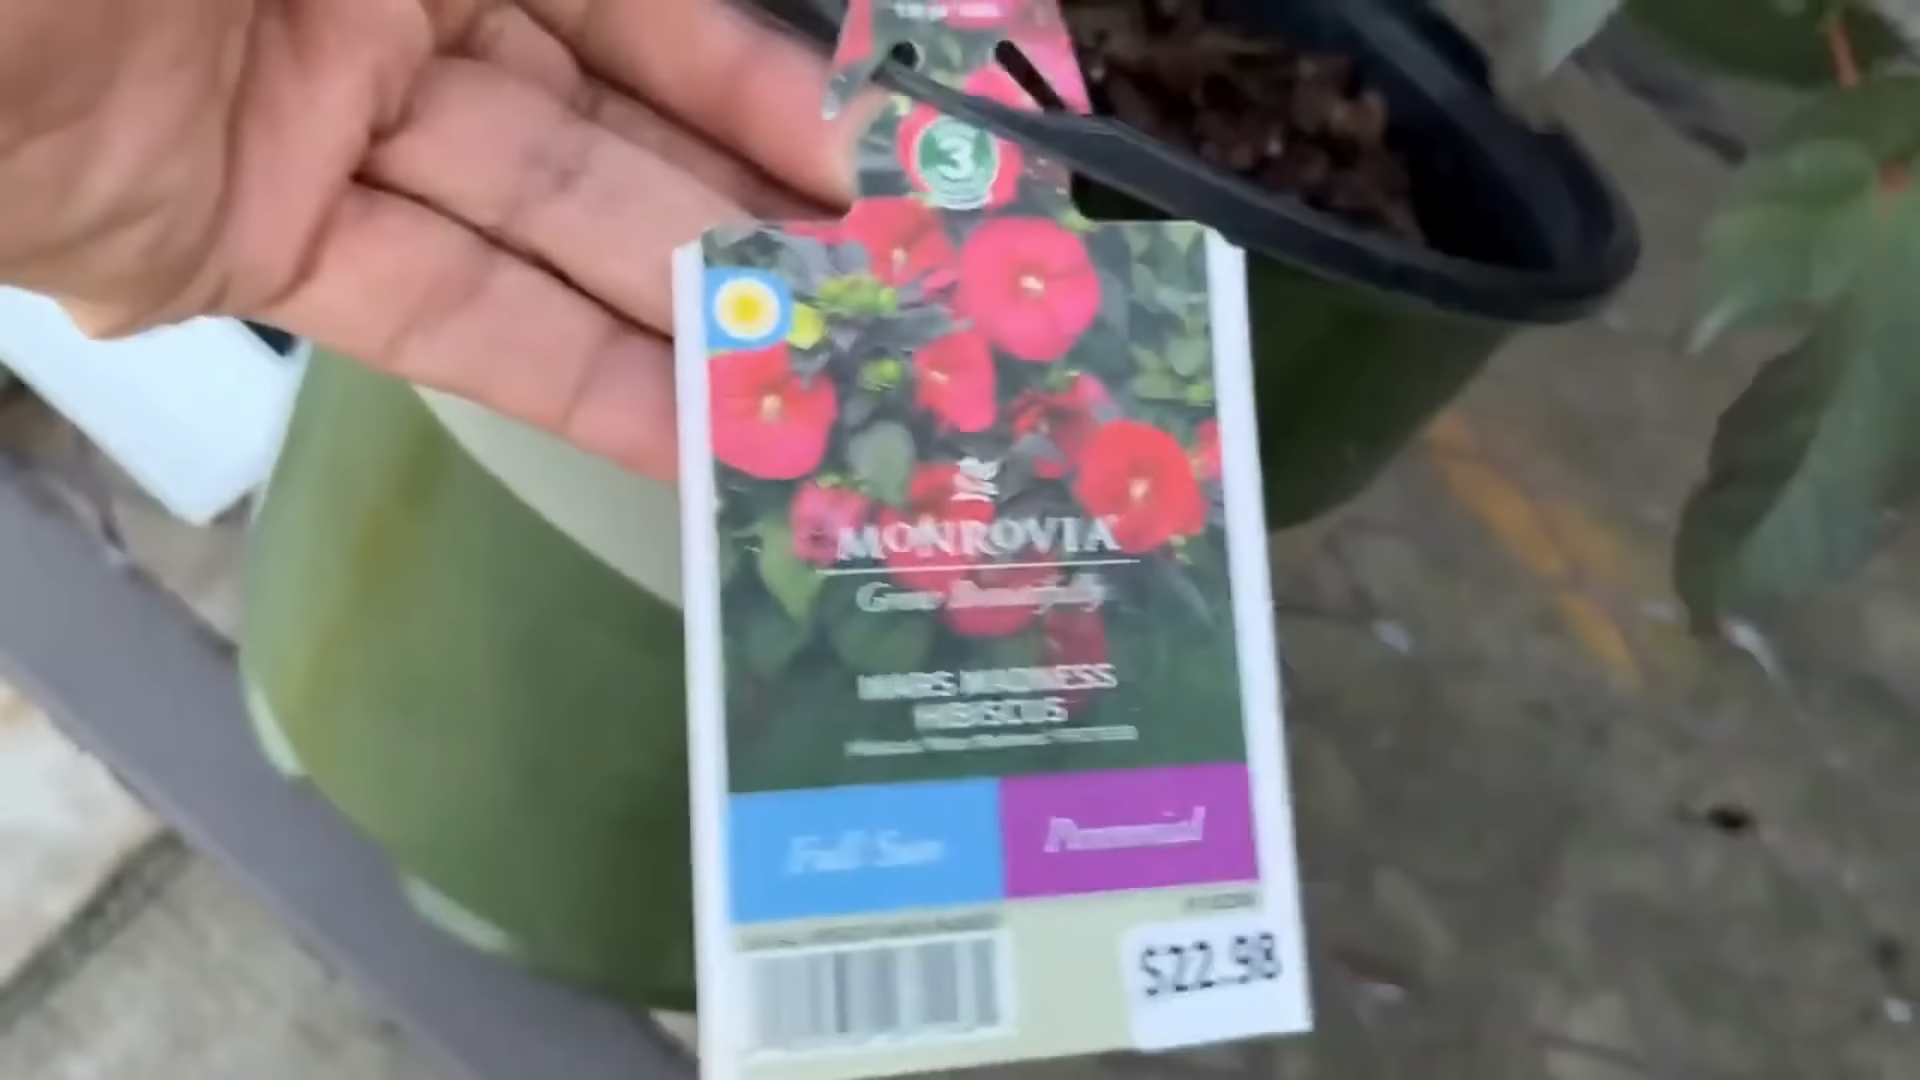 3
MONROVIA
Grow Beautifully
MARS MADNESS
HIBISCUS
Full Sun
Perennial
$22.98